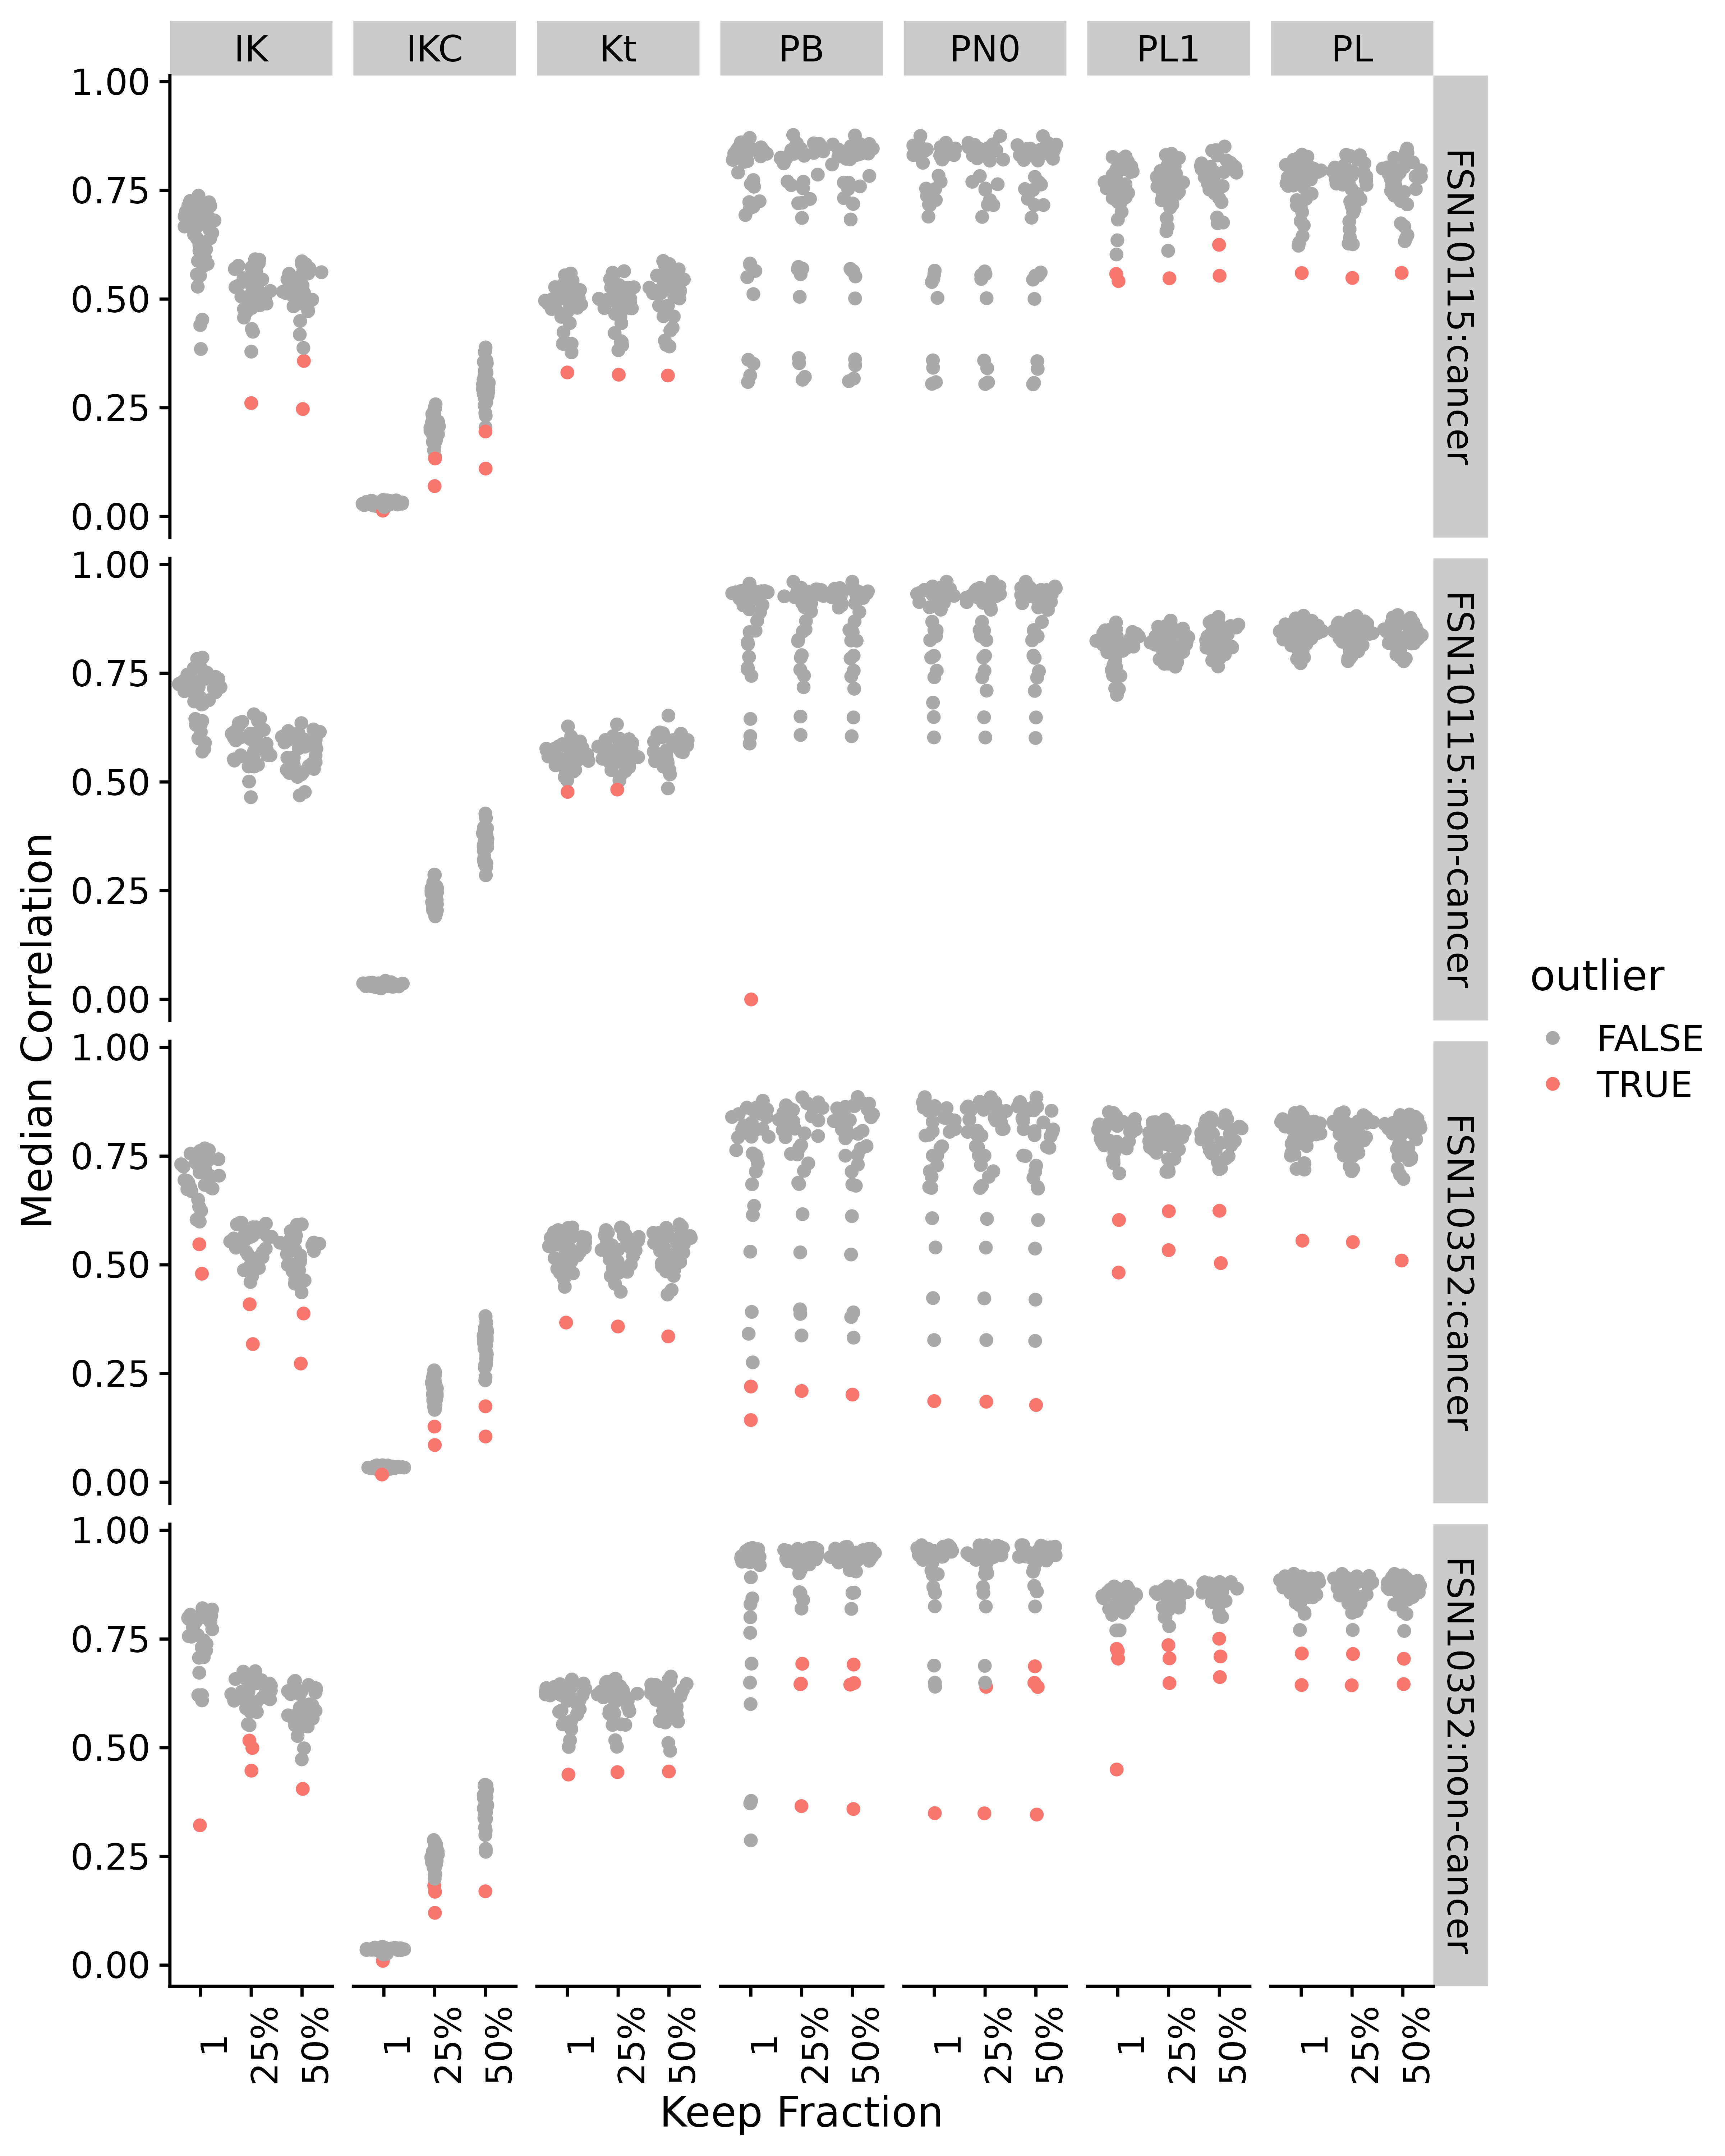 IK IKC Kt PB PN0 PL1 PL
Median Correlation
1.00
0.75
0.50
0.25
0.00
FSN10115:cancer
1.00
0.75
0.50
0.25
0.00
FSN10115:non-cancer
1.00
0.75
0.50
0.25
0.00
FSN10352:cancer
1.00
0.75
0.50
0.25
0.00
FSN10352:non-cancer
1 25% 50% 1 25% 50% 1 25% 50% 1 25% 50% 1 25% 50% 1 25% 50% 1 25% 50%
Keep Fraction
outlier
FALSE
TRUE